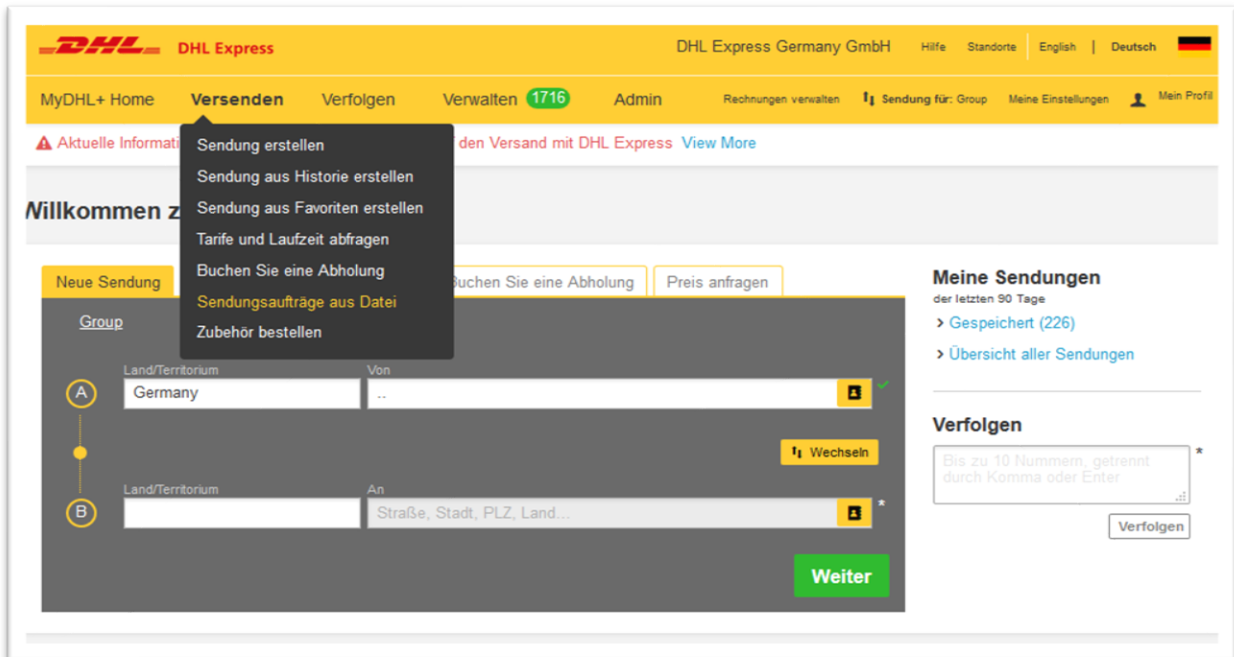 DHL DHL Express DHL Express Germany GmbH Hilfe Standorte English | Deutsch
MyDHL+ Home Versenden Verfolgen Verwalten 1716 Admin Rechnungen verwalten Sendung für: Group Meine Einstellungen Mein Profil
Aktuelle Informati den Versand mit DHL Express View More
Sendung erstellen
Sendung aus Historie erstellen
Sendung aus Favoriten erstellen
Tarife und Laufzeit abfragen
Buchen Sie eine Abholung
Sendungsaufträge aus Datei
Zubehör bestellen
Willkommen z
Neue Sendung Buchen Sie eine Abholung Preis anfragen
Group
Land/Territorium Von
A Germany ..
Wechseln
Land/Territorium An
B Straße, Stadt, PLZ, Land... *
Weiter
Meine Sendungen
der letzten 90 Tage
> Gespeichert (226)
> Übersicht aller Sendungen
Verfolgen
Bis zu 10 Nummern, getrennt *
durch Komma oder Enter
Verfolgen